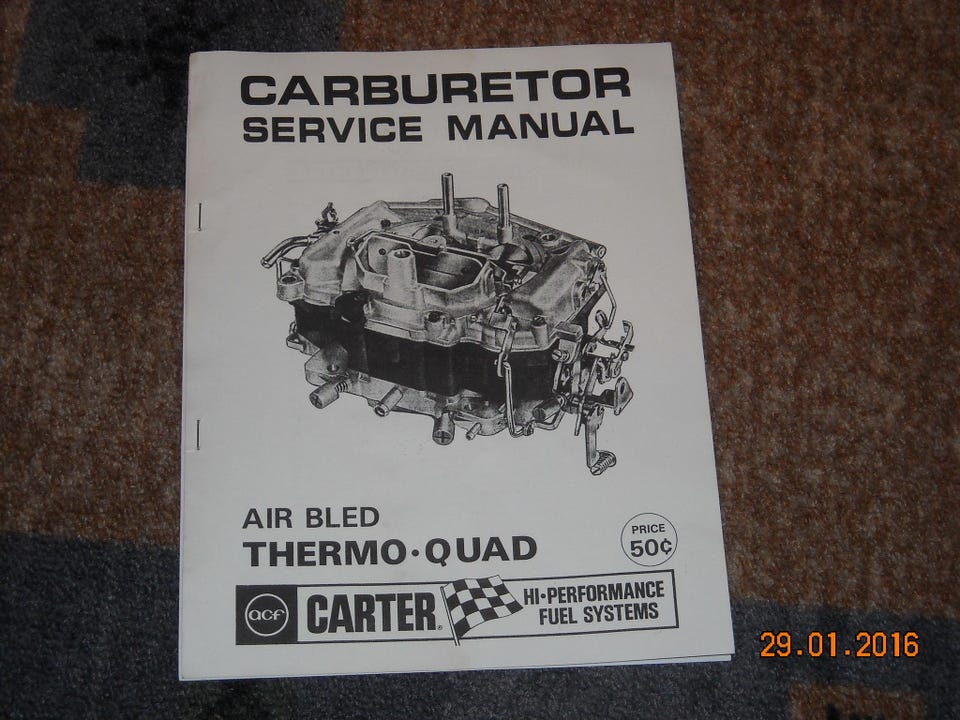 CARBURETOR
SERVICE MANUAL
AIR BLED
THERMO•QUAD
PRICE
50¢
acf
CARTER®
HI•PERFORMANCE
FUEL SYSTEMS
29.01.2016